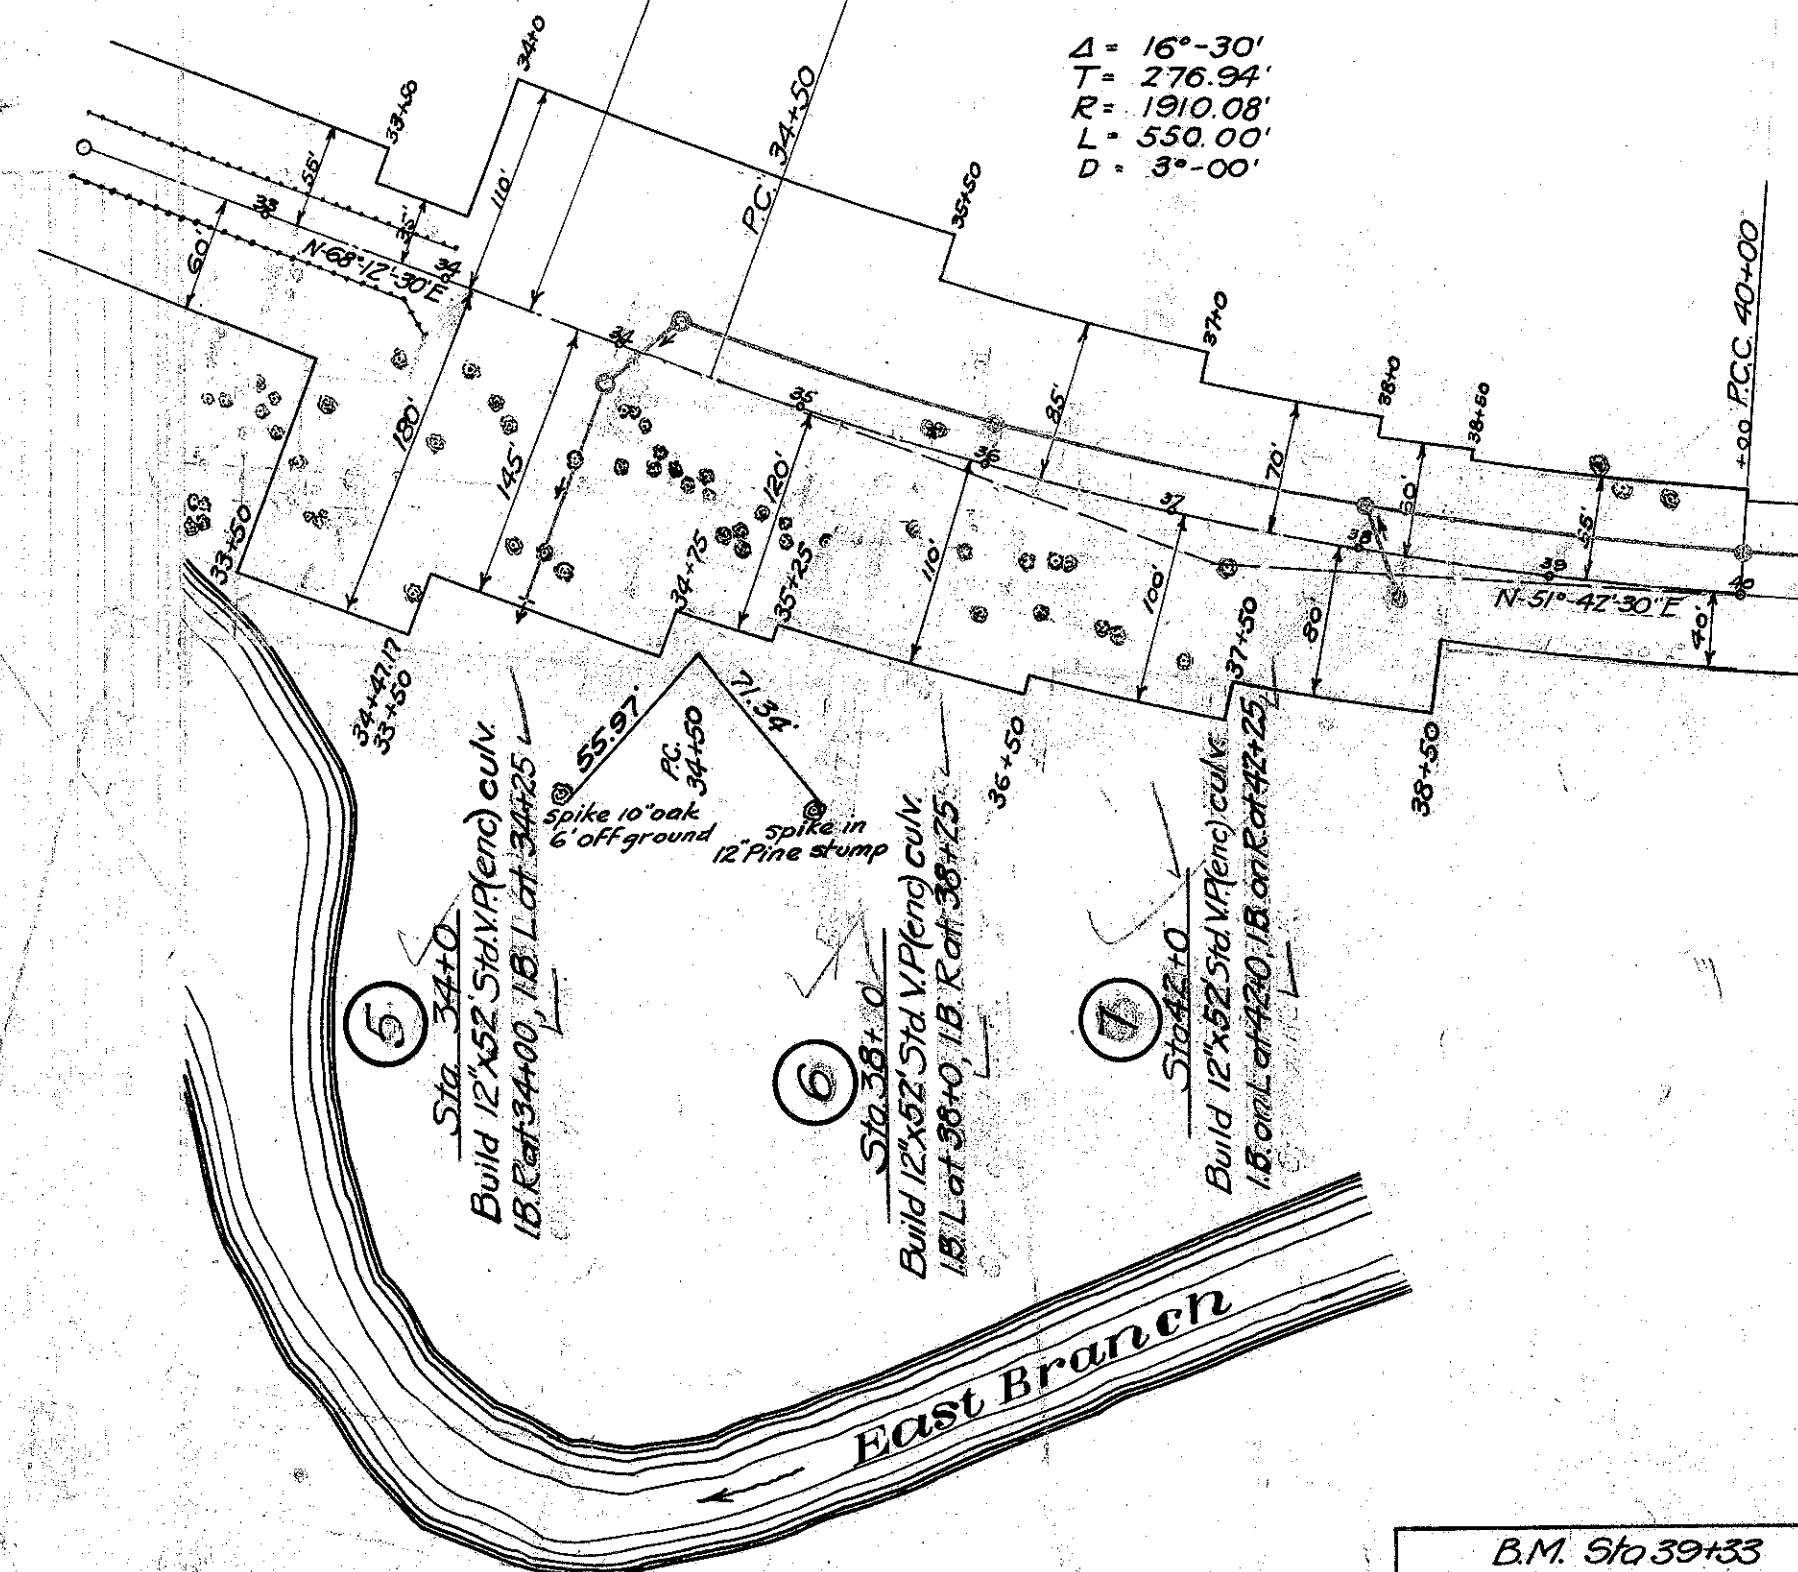 Δ = 16°-30'
T = 276.94'
R = 1910.08'
L = 550.00'
D = 3°-00'
34+0
33+50
55'
110'
35'
33
60'
N-68°-12'-30"E
34
P.C. 34+50
35+50
37+0
38+0
38+50
+00 P.C.C. 40+00
34
35
36
37
38
39
40
85'
70'
60'
55'
180'
145'
120'
110'
100'
80'
40'
N-51°-42'-30"E
33+50
34+47.17
33+50
34+75
35+25
36+50
37+50
38+50
55.97'
71.34'
P.C.
34+50
Spike 10" oak
6' off ground
Spike in
12" Pine stump
5
Sta. 34+0
Build 12"x52' Std. V.P.(enc) culv.
I.B. R at 34+00, I.B. L at 34+25
6
Sta. 38+0
Build 12"x52' Std. V.P.(enc) culv.
I.B. L at 38+0, I.B. R at 38+25
7
Sta 42+0
Build 12"x52' Std. V.P.(enc) culv.
I.B. on L at 42+0, I.B. on R at 42+25
East Branch
B.M. Sta 39+33